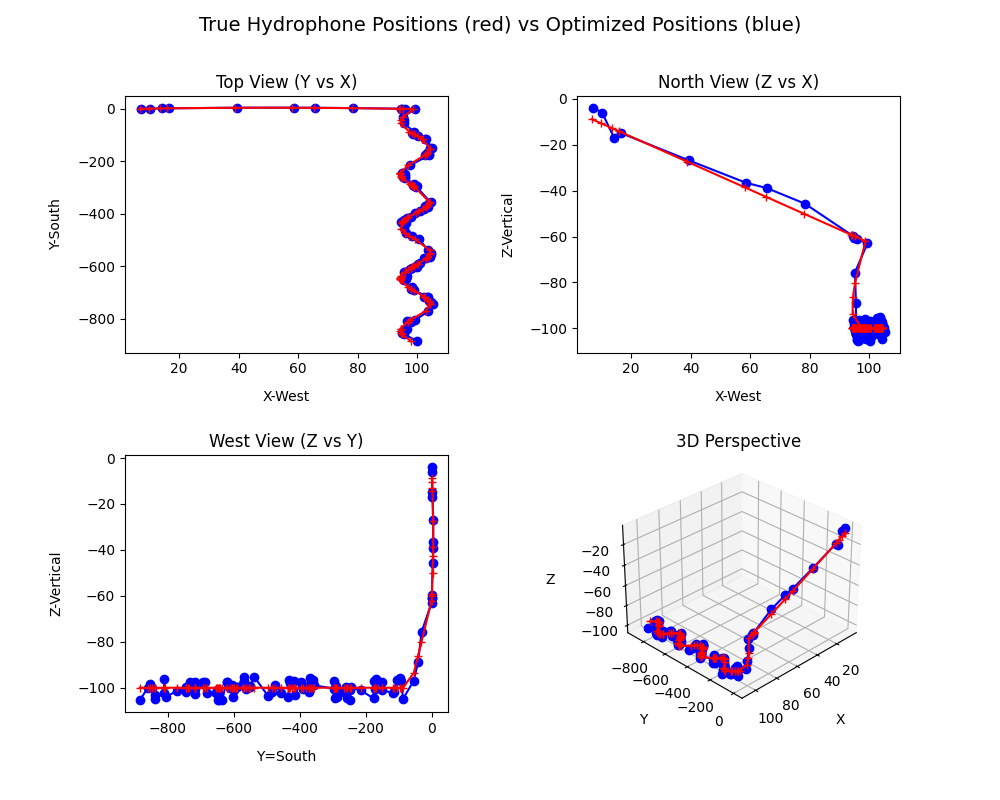 True Hydrophone Positions (red) vs Optimized Positions (blue)
Top View (Y vs X)
0
−200
−400
−600
−800
Y-South
20 40 60 80 100
X-West
North View (Z vs X)
0
−20
−40
−60
−80
−100
Z-Vertical
20 40 60 80 100
X-West
West View (Z vs Y)
0
−20
−40
−60
−80
−100
Z-Vertical
−800 −600 −400 −200 0
Y=South
3D Perspective
−20
−40
−60
−80
−100
Z
−800
−600
−400
−200
0
Y
20
40
60
80
100
X